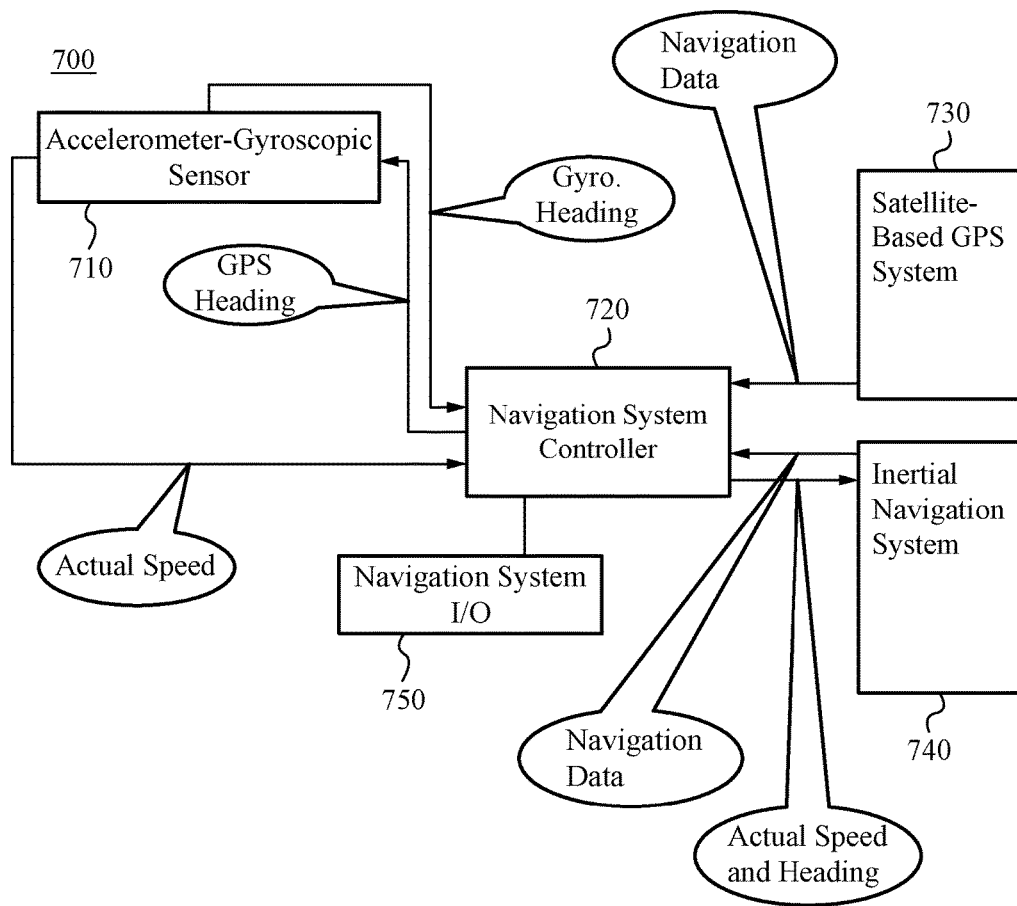 700
Accelerometer-Gyroscopic
Sensor
710
Navigation
Data
730
Satellite-
Based GPS
System
Gyro.
Heading
GPS
Heading
720
Navigation System
Controller
Inertial
Navigation
System
Actual Speed
Navigation System
I/O
750
740
Navigation
Data
Actual Speed
and Heading